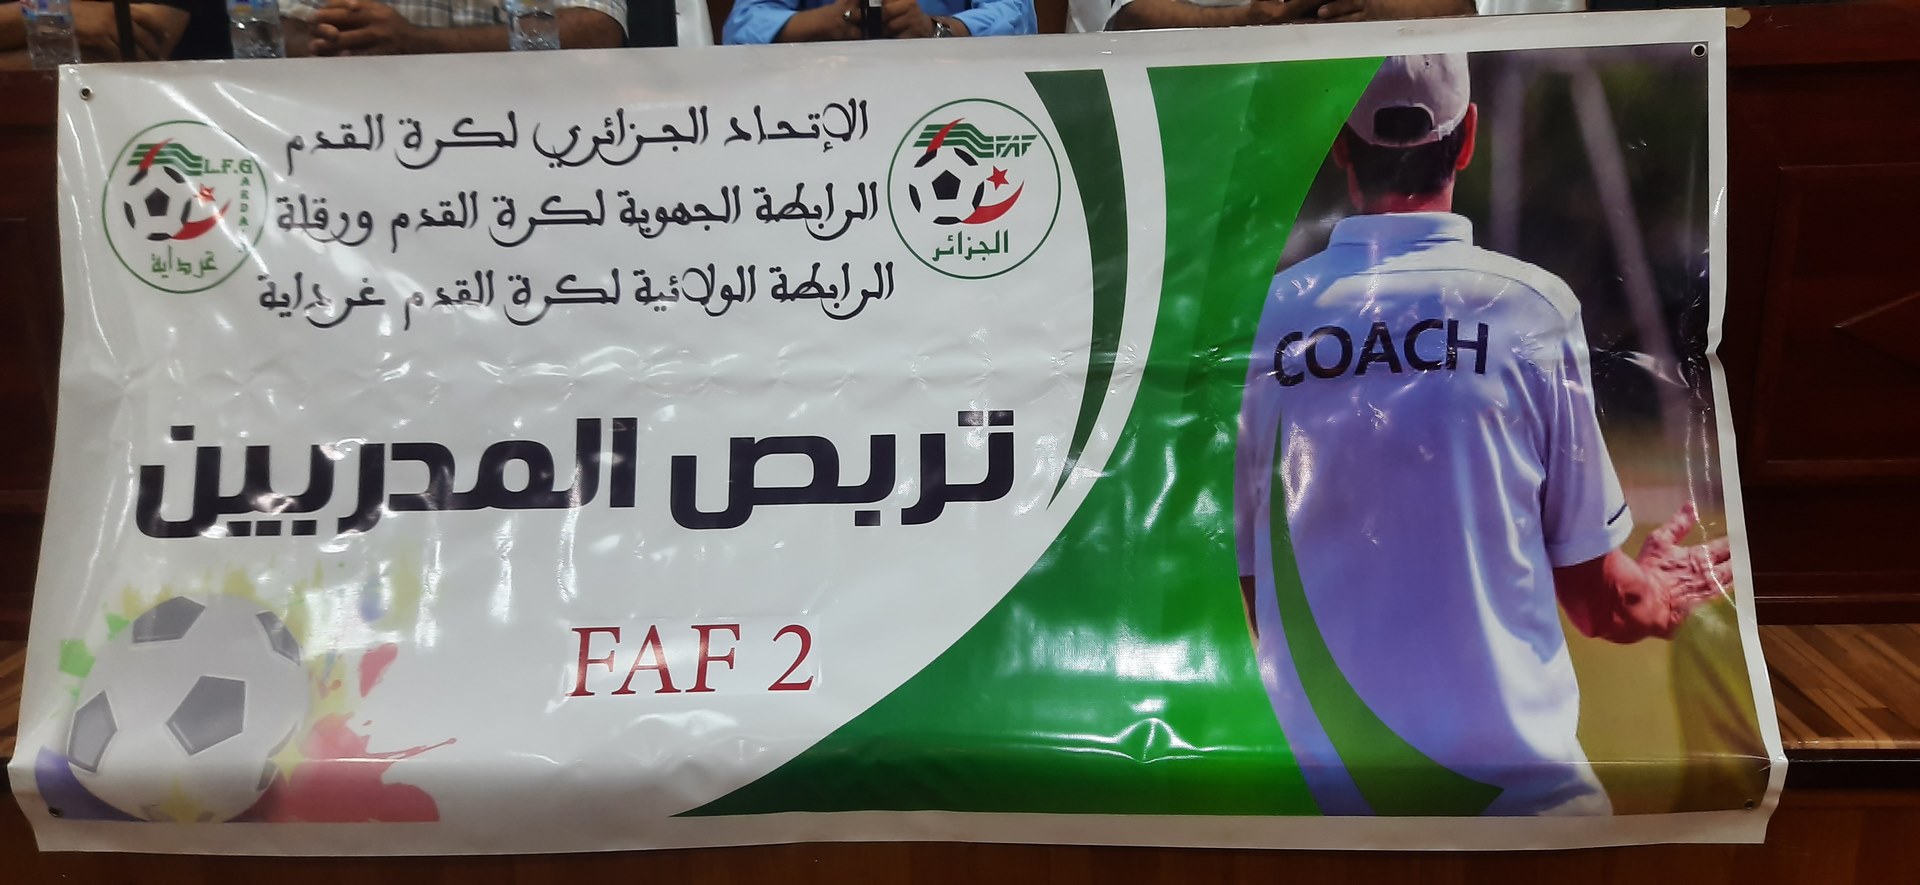 الإتحاد الجزائري لكرة القدم
الرابطة الجهوية لكرة القدم ورقلة
الرابطة الولائية لكرة القدم غرداية
FAF
الجزائر
L.F.G
غرداية
تربص المدربين
FAF 2
COACH